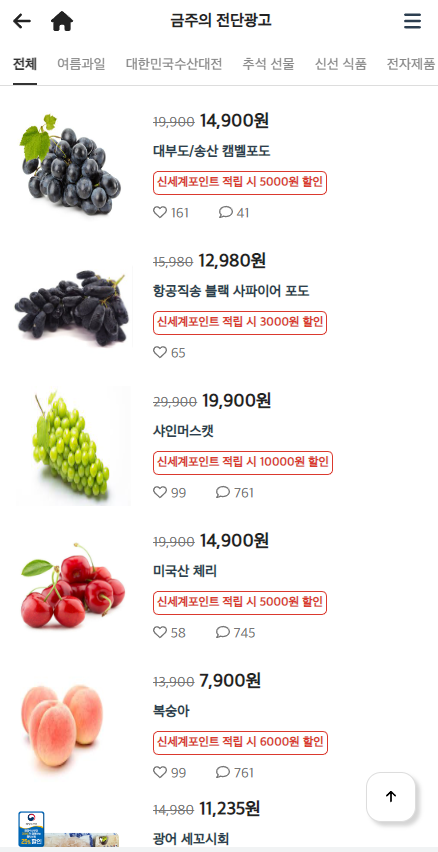 금주의 전단광고
전체 여름과일 대한민국수산대전 추석 선물 신선 식품 전자제품
19,900 14,900원
대부도/송산 캠벨포도
신세계포인트 적립 시 5000원 할인
161 41
15,980 12,980원
항공직송 블랙 사파이어 포도
신세계포인트 적립 시 3000원 할인
65
29,900 19,900원
샤인머스캣
신세계포인트 적립 시 10000원 할인
99 761
19,900 14,900원
미국산 체리
신세계포인트 적립 시 5000원 할인
58 745
13,900 7,900원
복숭아
신세계포인트 적립 시 6000원 할인
99 761
14,980 11,235원
광어 세꼬시회